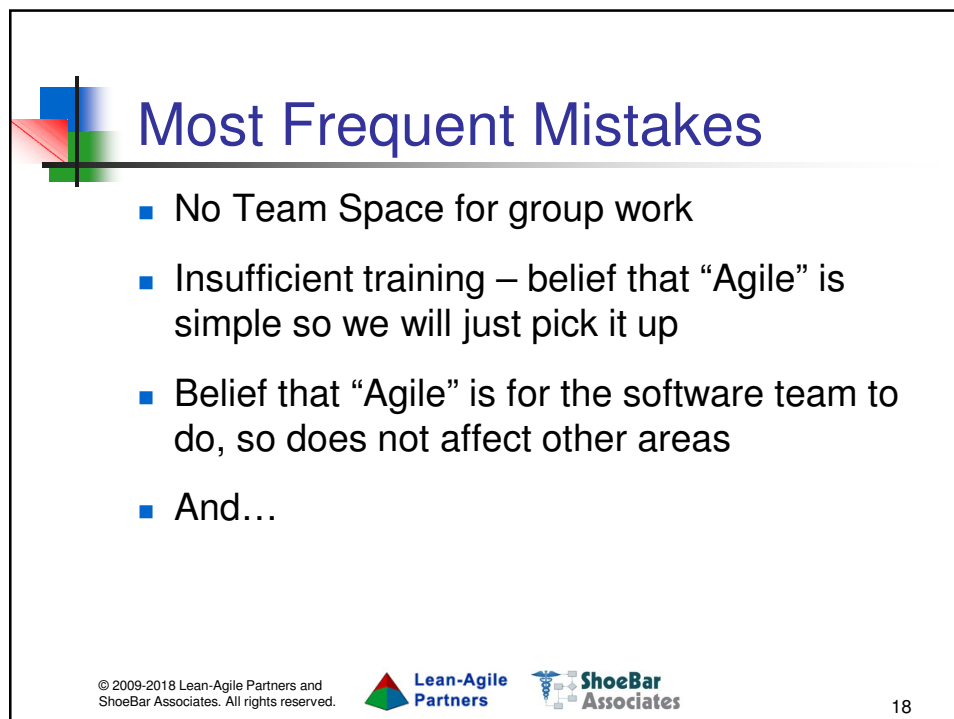 Most Frequent Mistakes
No Team Space for group work
Insufficient training – belief that “Agile” is
simple so we will just pick it up
Belief that “Agile” is for the software team to
do, so does not affect other areas
And…
© 2009-2018 Lean-Agile Partners and
ShoeBar Associates. All rights reserved.
Lean-Agile
Partners
ShoeBar
Associates
18